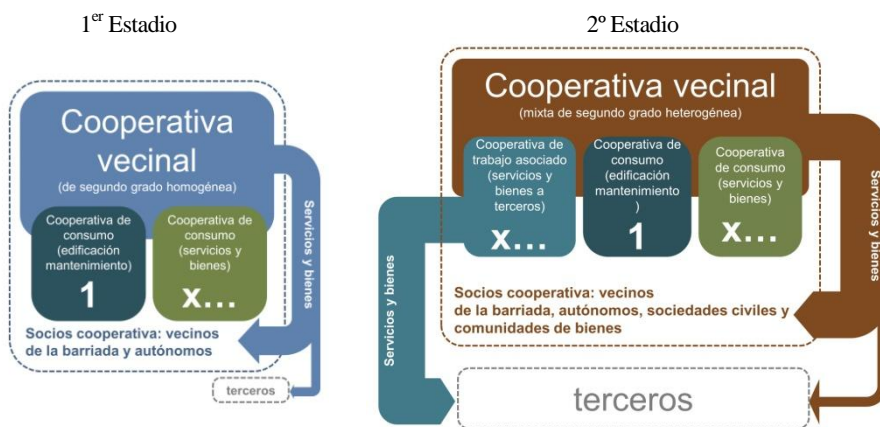 1er Estadio
Cooperativa
vecinal
(de segundo grado homogénea)
Cooperativa de
consumo
(edificación
mantenimiento)
1
Cooperativa de
consumo
(servicios y
bienes)
x...
Servicios y bienes
Socios cooperativa: vecinos
de la barriada y autónomos
terceros
2º Estadio
Cooperativa vecinal
(mixta de segundo grado heterogénea)
Cooperativa
de trabajo asociado
(servicios y
bienes a
terceros)
x...
Cooperativa de
consumo
(edificación
mantenimiento
)
1
Cooperativa
de consumo
(servicios y
bienes)
x...
Servicios y bienes
Servicios y bienes
Socios cooperativa: vecinos
de la barriada, autónomos, sociedades civiles y
comunidades de bienes
terceros